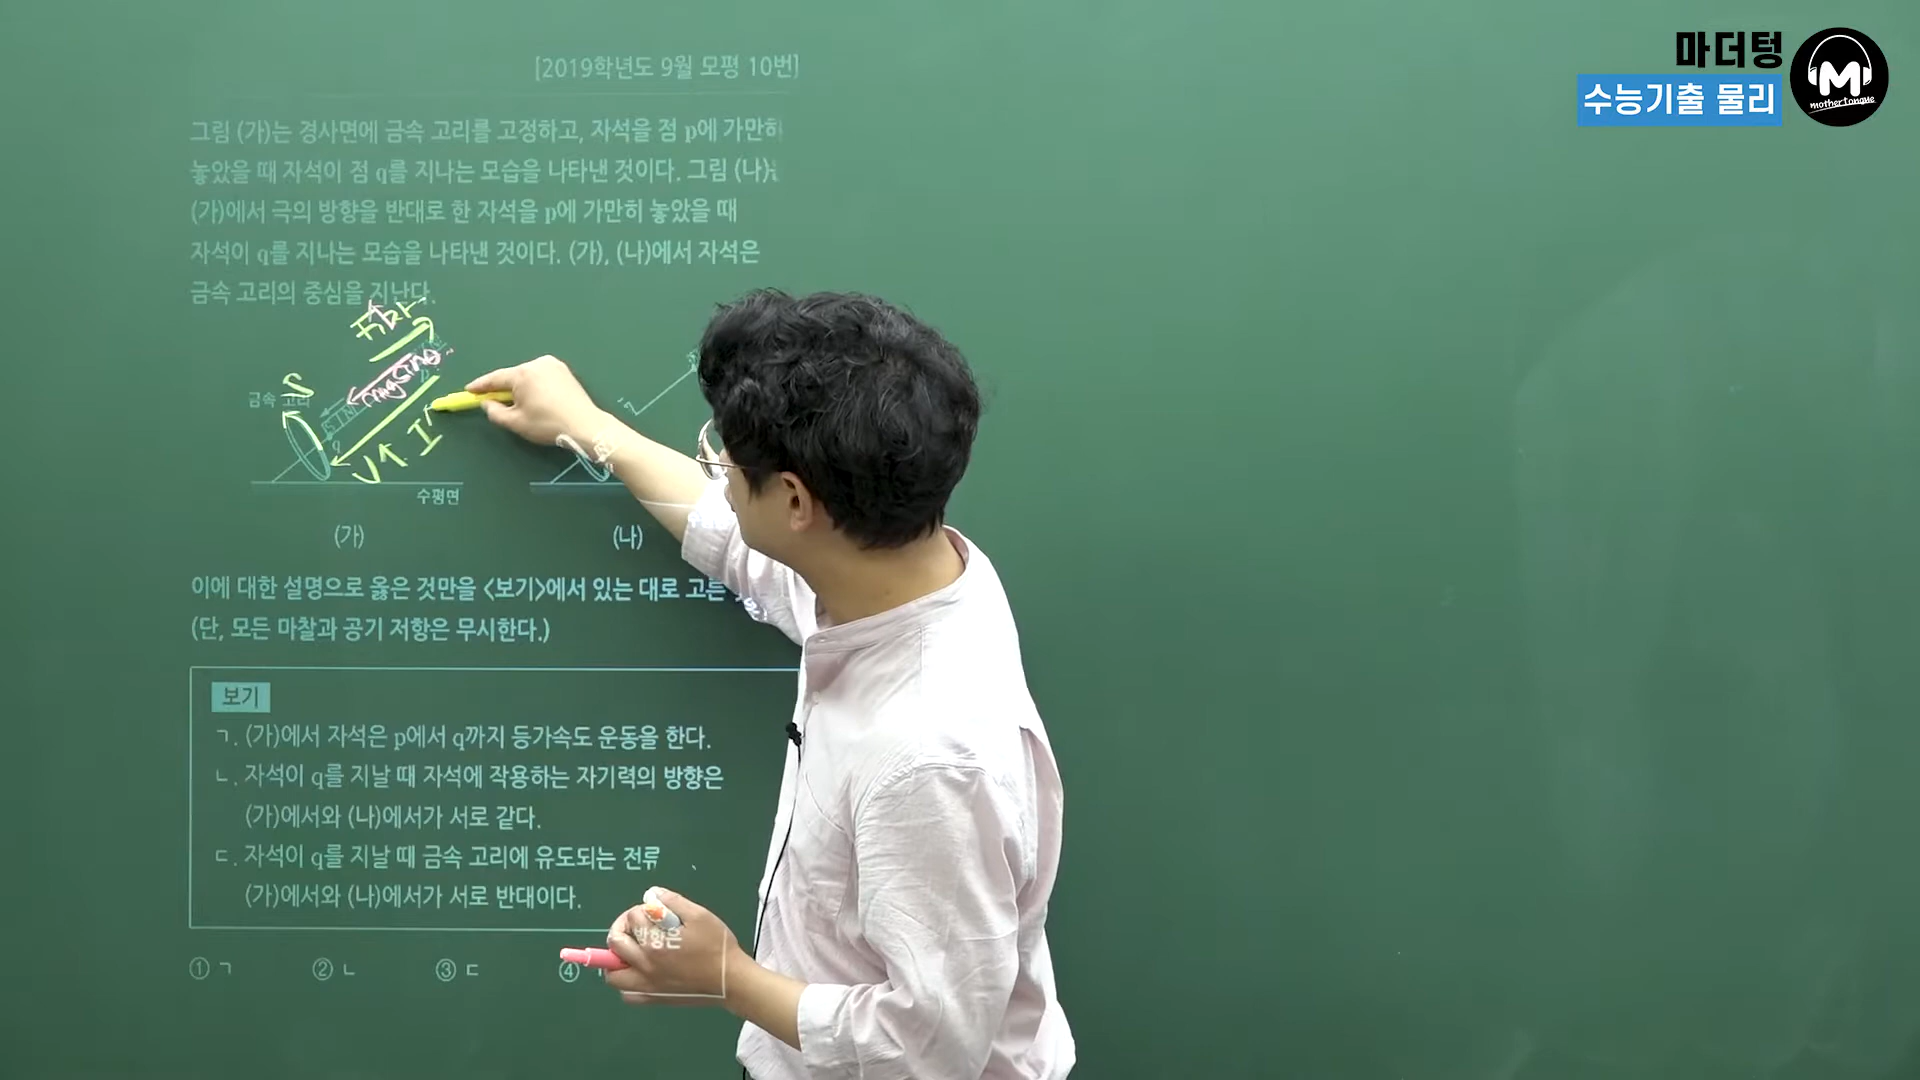 마더텅
수능기출 물리
M
mothertongue
[2019학년도 9월 모평 10번]
그림 (가)는 경사면에 금속 고리를 고정하고, 자석을 점 p에 가만히
놓았을 때 자석이 점 q를 지나는 모습을 나타낸 것이다. 그림 (나)는
(가)에서 극의 방향을 반대로 한 자석을 p에 가만히 놓았을 때
자석이 q를 지나는 모습을 나타낸 것이다. (가), (나)에서 자석은
금속 고리의 중심을 지난다.
F자기
mgsinθ
p
S
금속 고리
S N
q
V↑ I↑
수평면
(가)
(나)
이에 대한 설명으로 옳은 것만을 <보기>에서 있는 대로 고른
(단, 모든 마찰과 공기 저항은 무시한다.)
보기
ㄱ. (가)에서 자석은 p에서 q까지 등가속도 운동을 한다.
ㄴ. 자석이 q를 지날 때 자석에 작용하는 자기력의 방향은
(가)에서와 (나)에서가 서로 같다.
ㄷ. 자석이 q를 지날 때 금속 고리에 유도되는 전류
방향은
(가)에서와 (나)에서가 서로 반대이다.
① ㄱ ② ㄴ ③ ㄷ ④